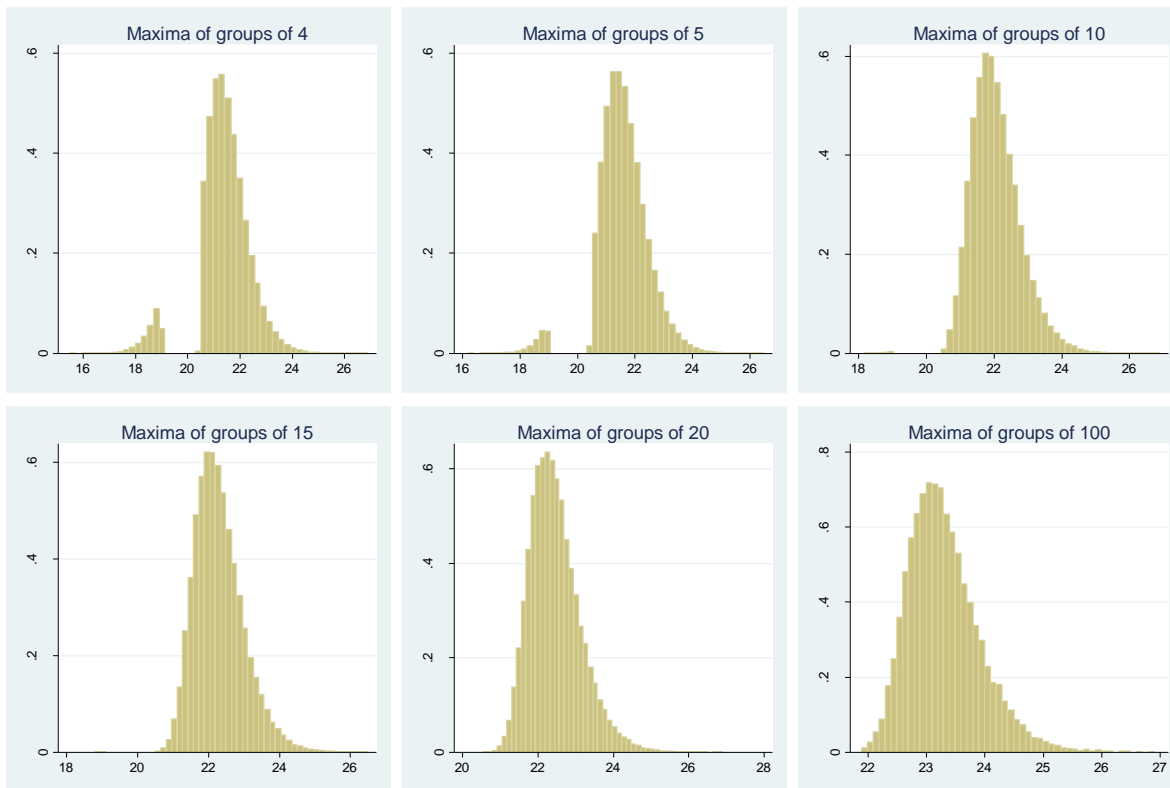 Maxima of groups of 4
.6
.4
.2
0
16 18 20 22 24 26
Maxima of groups of 5
.6
.4
.2
0
16 18 20 22 24 26
Maxima of groups of 10
.6
.4
.2
0
18 20 22 24 26
Maxima of groups of 15
.6
.4
.2
0
18 20 22 24 26
Maxima of groups of 20
.6
.4
.2
0
20 22 24 26 28
Maxima of groups of 100
.8
.6
.4
.2
0
22 23 24 25 26 27